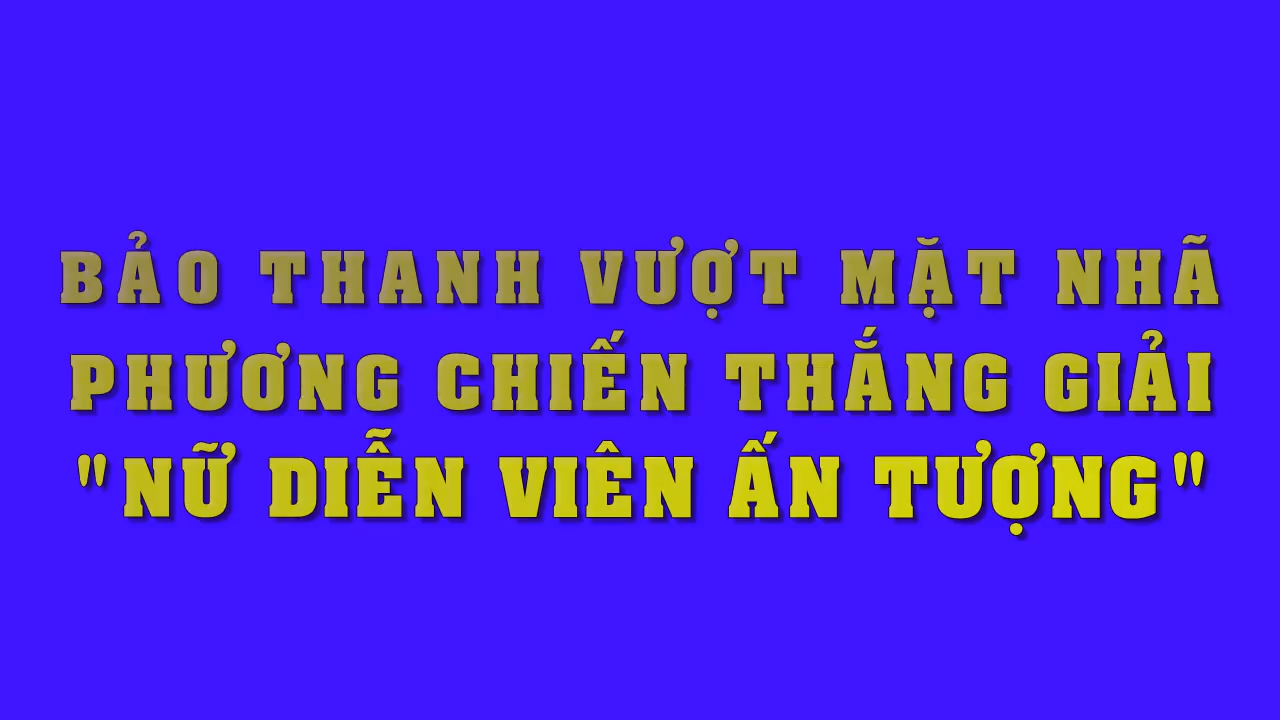 BẢO THANH VƯỢT MẶT NHÃ
PHƯƠNG CHIẾN THẮNG GIẢI
"NỮ DIỄN VIÊN ẤN TƯỢNG"